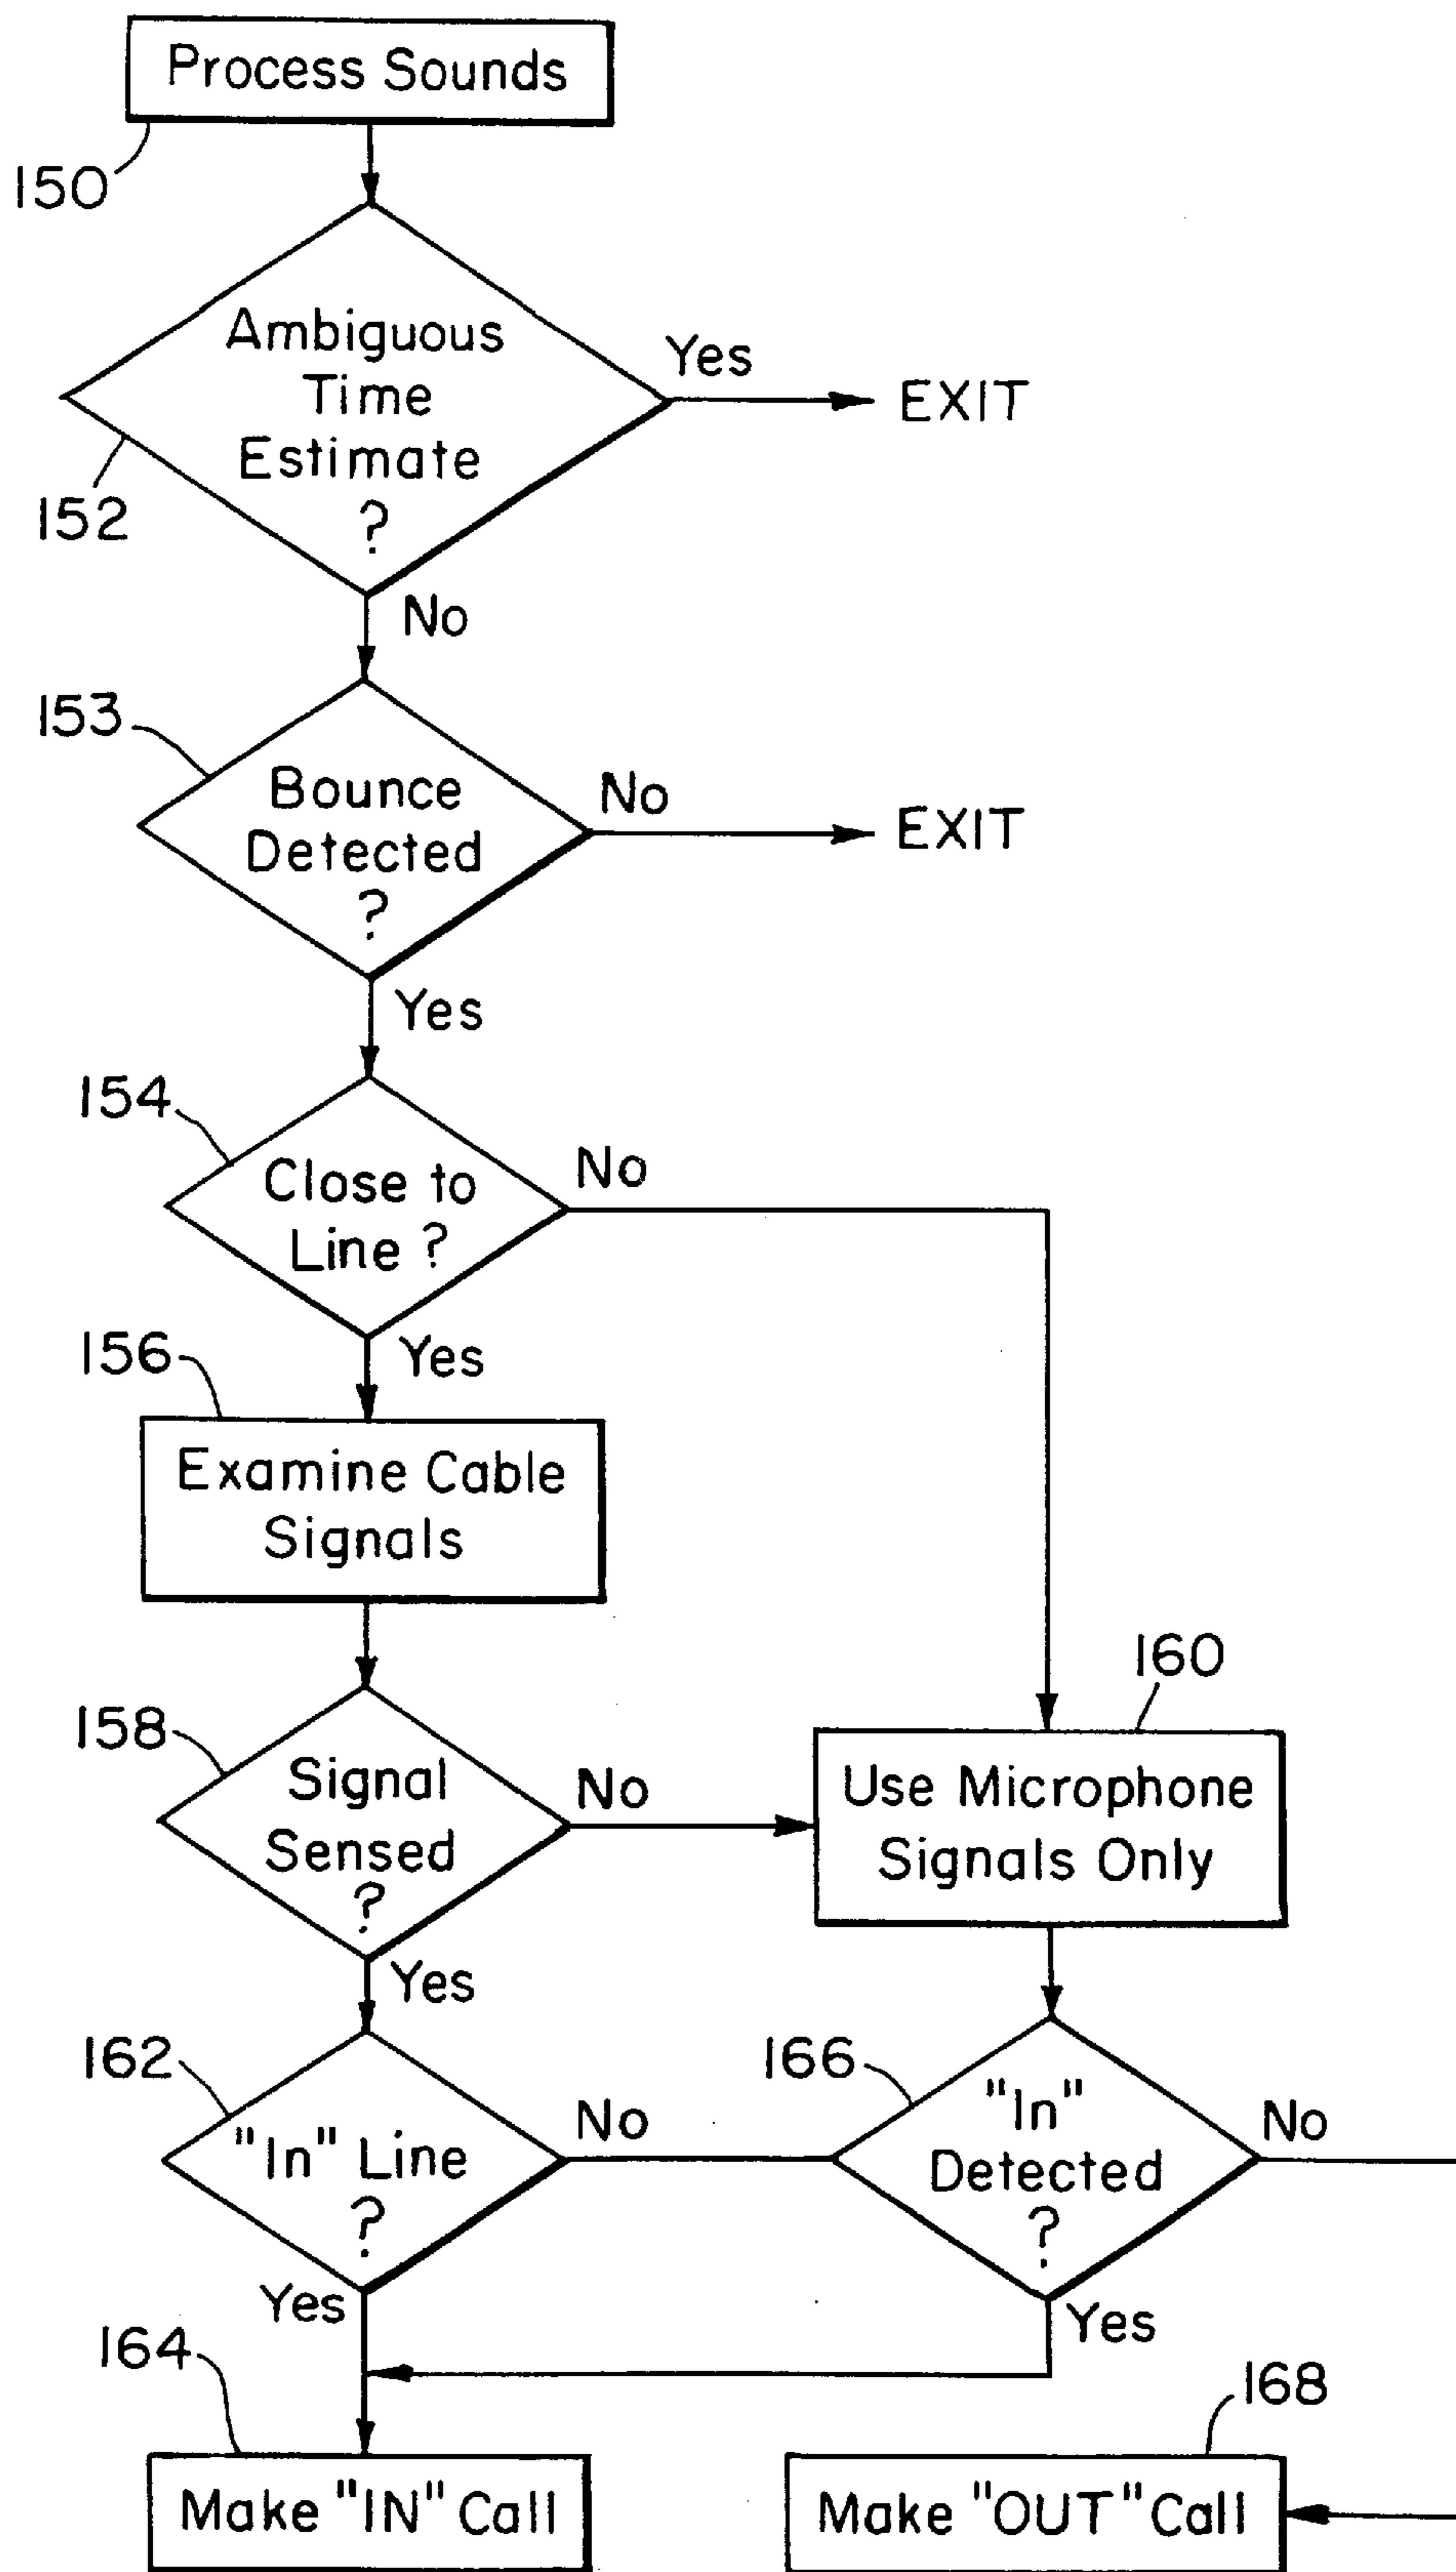 Process Sounds
150
Ambiguous
Time
Estimate
?
Yes
EXIT
152
No
153
Bounce
Detected
?
No
EXIT
Yes
154
Close to
Line ?
No
156
Yes
Examine Cable
Signals
160
158
Signal
Sensed
?
No
Use Microphone
Signals Only
Yes
162
"In" Line
?
No
166
"In"
Detected
?
No
Yes
Yes
164
168
Make "IN" Call
Make "OUT" Call